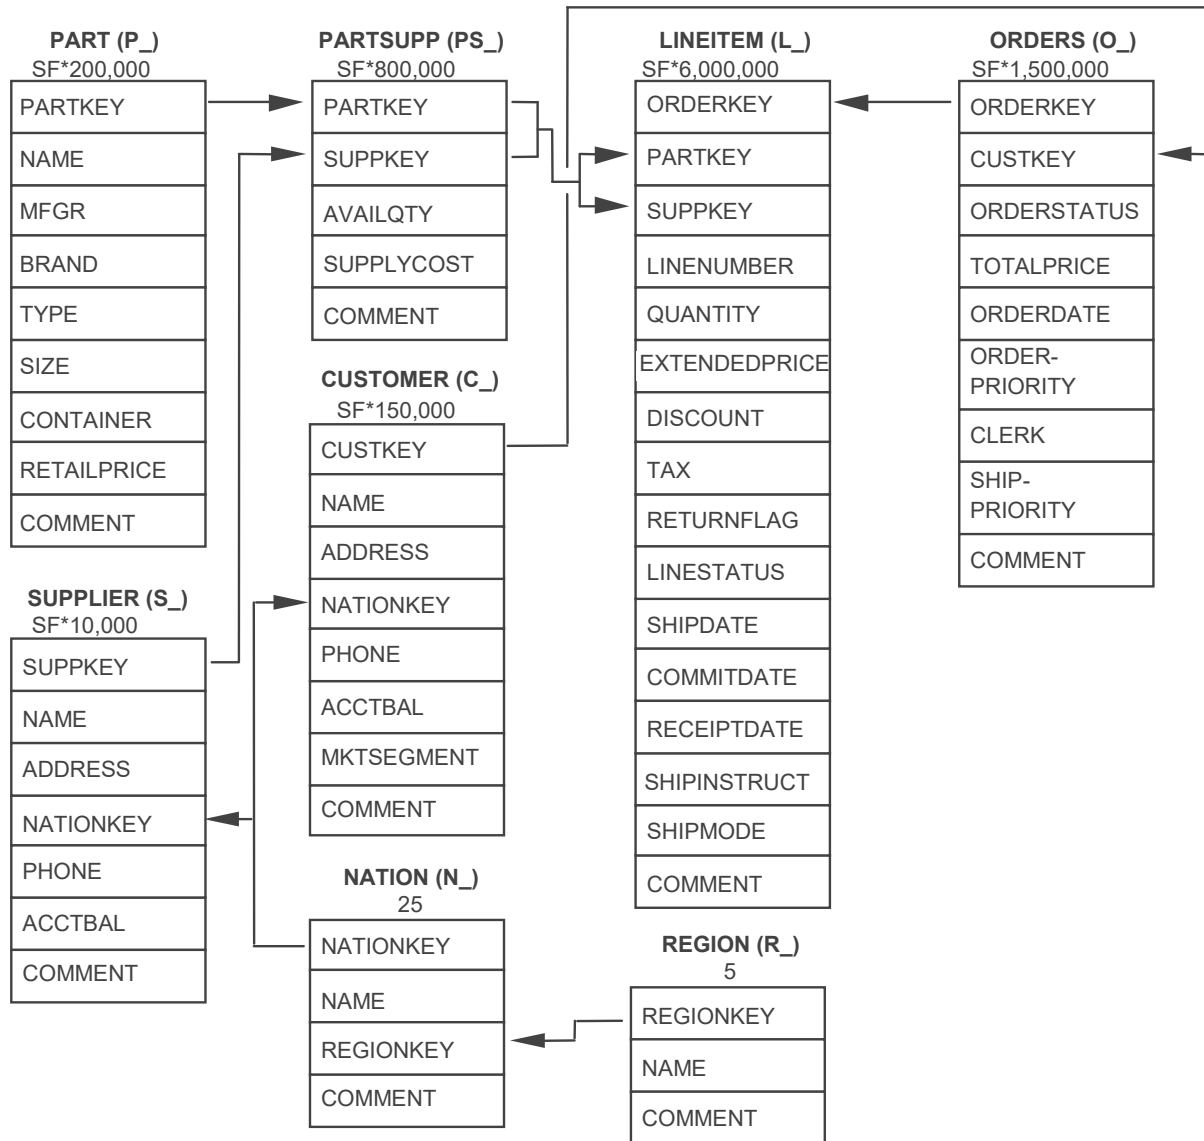 PART (P_)
SF*200,000
PARTKEY
NAME
MFGR
BRAND
TYPE
SIZE
CONTAINER
RETAILPRICE
COMMENT
SUPPLIER (S_)
SF*10,000
SUPPKEY
NAME
ADDRESS
NATIONKEY
PHONE
ACCTBAL
COMMENT
PARTSUPP (PS_)
SF*800,000
PARTKEY
SUPPKEY
AVAILQTY
SUPPLYCOST
COMMENT
CUSTOMER (C_)
SF*150,000
CUSTKEY
NAME
ADDRESS
NATIONKEY
PHONE
ACCTBAL
MKTSEGMENT
COMMENT
NATION (N_)
25
NATIONKEY
NAME
REGIONKEY
COMMENT
LINEITEM (L_)
SF*6,000,000
ORDERKEY
PARTKEY
SUPPKEY
LINENUMBER
QUANTITY
EXTENDEDPRICE
DISCOUNT
TAX
RETURNFLAG
LINESTATUS
SHIPDATE
COMMITDATE
RECEIPTDATE
SHIPINSTRUCT
SHIPMODE
COMMENT
REGION (R_)
5
REGIONKEY
NAME
COMMENT
ORDERS (O_)
SF*1,500,000
ORDERKEY
CUSTKEY
ORDERSTATUS
TOTALPRICE
ORDERDATE
ORDER-
PRIORITY
CLERK
SHIP-
PRIORITY
COMMENT